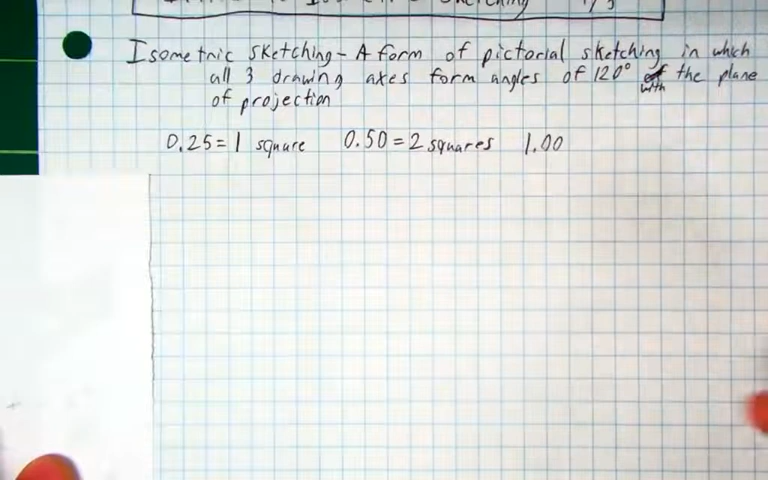 Isometric sketching - A form of pictorial sketching in which
all 3 drawing axes form angles of 120° with the plane
of projection
0.25 = 1 square 0.50 = 2 squares 1.00